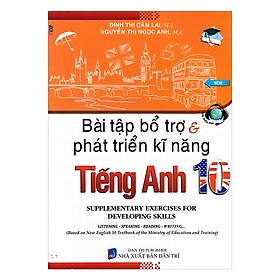 ĐINH THỊ CẨM LAI, M.A
NGUYỄN THỊ NGỌC ANH, M.A
NEW
Bài tập bổ trợ &
phát triển kĩ năng
Tiếng Anh 10
SUPPLEMENTARY EXERCISES FOR
DEVELOPING SKILLS
LISTENING - SPEAKING - READING - WRITING...
(Based on New English 10 Textbook of the Ministry of Education and Training)
DAN TRI PUBLISHER
NHÀ XUẤT BẢN DÂN TRÍ